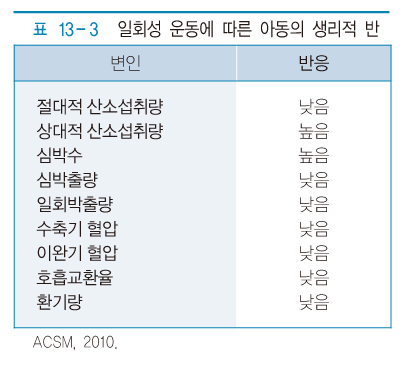 표 13-3 일회성 운동에 따른 아동의 생리적 반
변인 반응
절대적 산소섭취량 낮음
상대적 산소섭취량 높음
심박수 높음
심박출량 낮음
일회박출량 낮음
수축기 혈압 낮음
이완기 혈압 낮음
호흡교환율 낮음
환기량 낮음
ACSM, 2010.